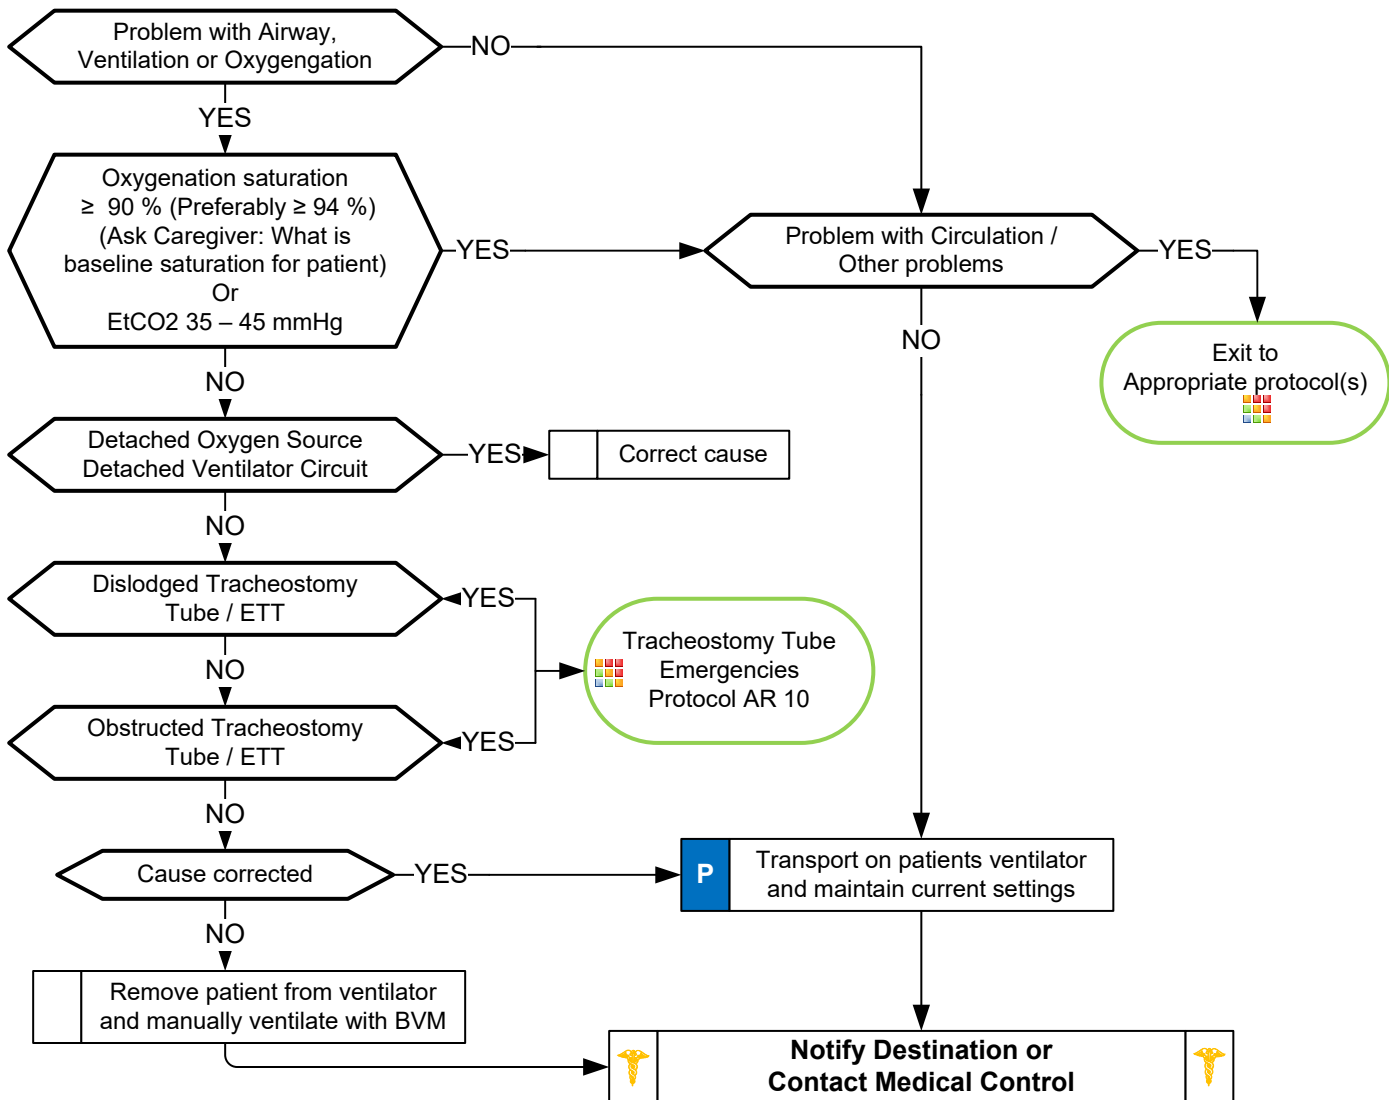 Problem with Airway,
Ventilation or Oxygengation
NO
YES
Oxygenation saturation
≥ 90 % (Preferably ≥ 94 %)
(Ask Caregiver: What is
baseline saturation for patient)
Or
EtCO2 35 – 45 mmHg
YES
Problem with Circulation /
Other problems
YES
NO
Exit to
Appropriate protocol(s)
NO
Detached Oxygen Source
Detached Ventilator Circuit
YES
Correct cause
NO
Dislodged Tracheostomy
Tube / ETT
YES
Tracheostomy Tube
Emergencies
Protocol AR 10
NO
Obstructed Tracheostomy
Tube / ETT
YES
NO
Cause corrected
YES
P
Transport on patients ventilator
and maintain current settings
NO
Remove patient from ventilator
and manually ventilate with BVM
Notify Destination or
Contact Medical Control